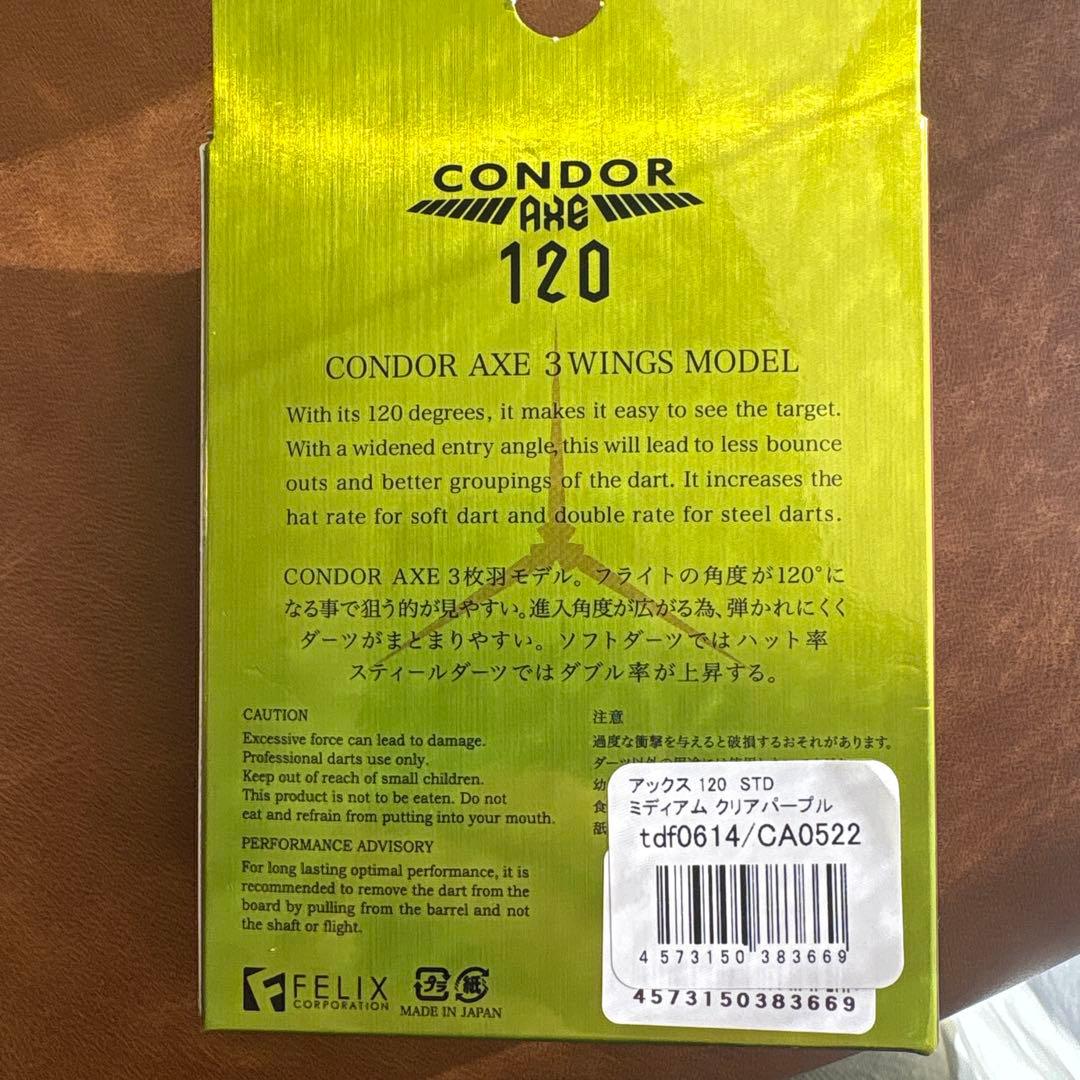 CONDOR
AXE
120
CONDOR AXE 3 WINGS MODEL
With its 120 degrees, it makes it easy to see the target.
With a widened entry angle, this will lead to less bounce
outs and better groupings of the dart. It increases the
hat rate for soft dart and double rate for steel darts.
CONDOR AXE 3枚羽モデル。フライトの角度が120°に
なる事で狙う的が見やすい。進入角度が広がる為、弾かれにくく
ダーツがまとまりやすい。ソフトダーツではハット率
スティールダーツではダブル率が上昇する。
CAUTION
Excessive force can lead to damage.
Professional darts use only.
Keep out of reach of small children.
This product is not to be eaten. Do not
eat and refrain from putting into your mouth.
PERFORMANCE ADVISORY
For long lasting optimal performance, it is
recommended to remove the dart from the
board by pulling from the barrel and not
the shaft or flight.
FELIX
CORPORATION
プラ
紙
MADE IN JAPAN
注意
過度な衝撃を与えると破損するおそれがあります。
幼
食
舐
アックス 120 STD
ミディアム クリアパープル
tdf0614/CA0522
4 573150 383669
4573150383669